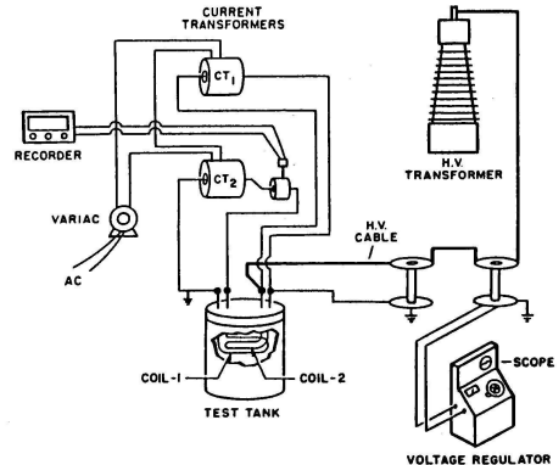 CURRENT
TRANSFORMERS
CT1
RECORDER
CT2
H.V.
TRANSFORMER
VARIAC
H.V.
CABLE
AC
SCOPE
COIL-1
COIL-2
TEST TANK
VOLTAGE REGULATOR